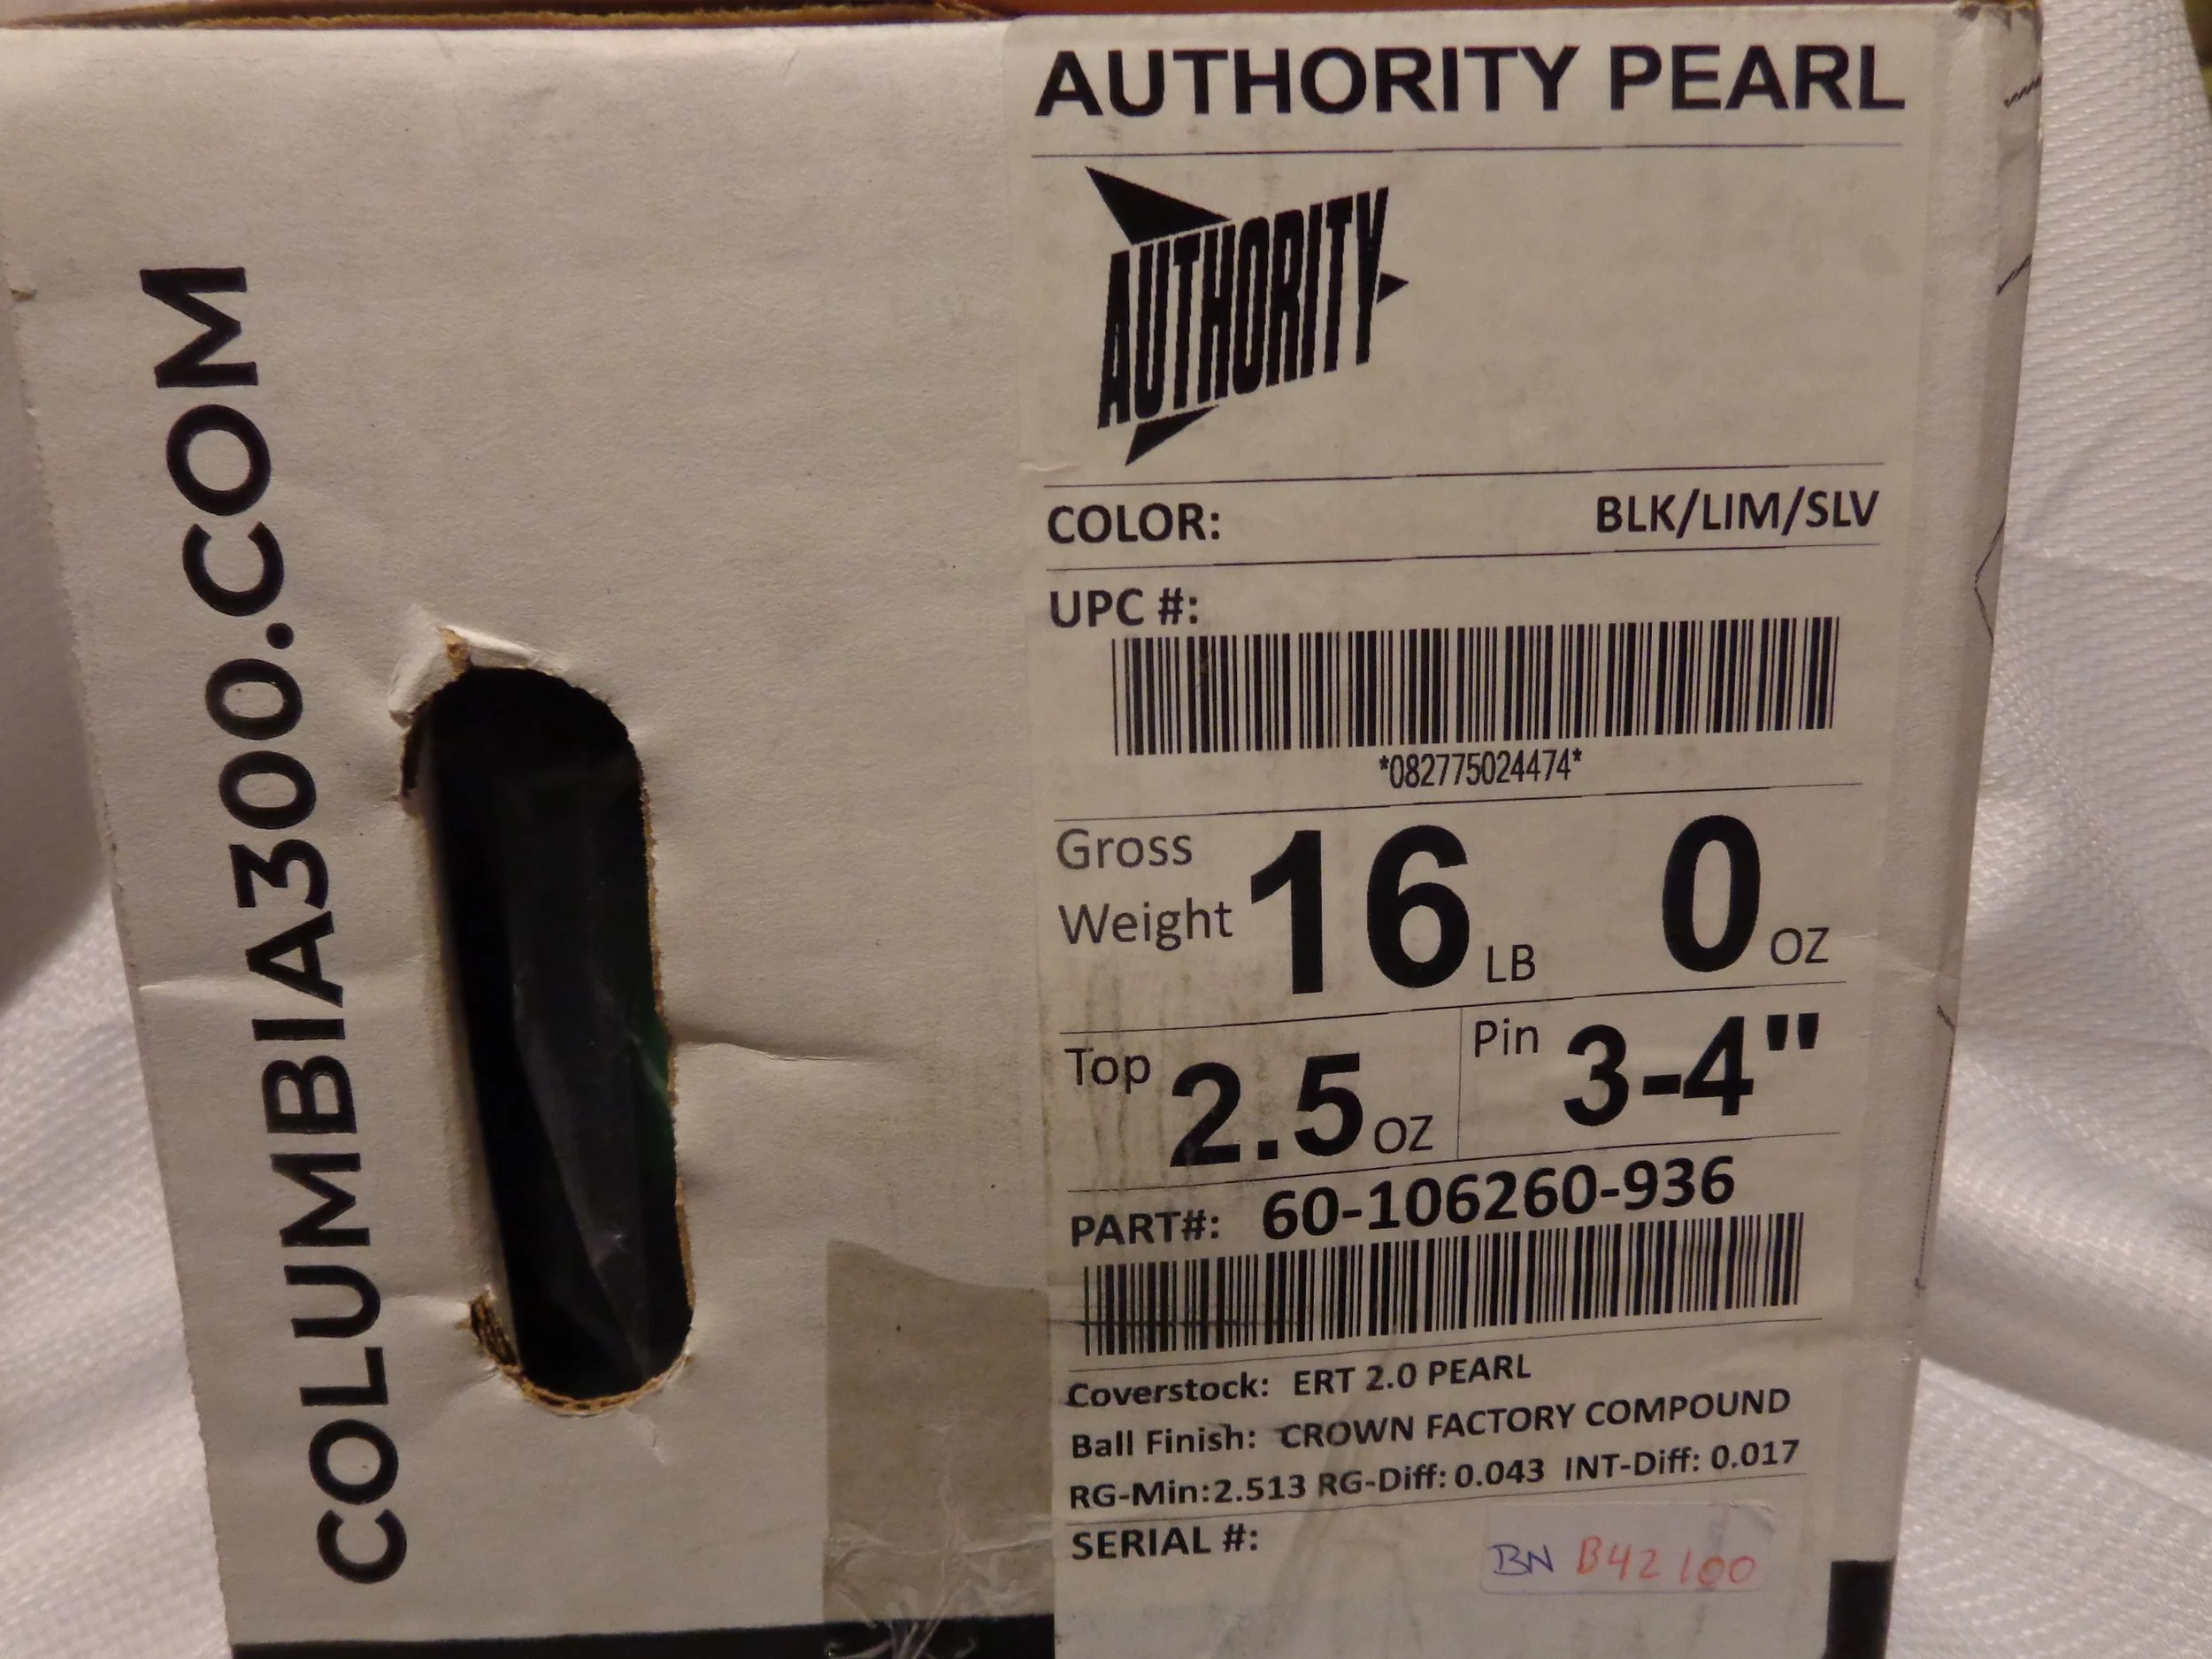 COLUMBIA300.COM
AUTHORITY PEARL
AUTHORITY
COLOR: BLK/LIM/SLV
UPC #:
*082775024474*
Gross Weight 16 LB 0 OZ
Top 2.5 OZ Pin 3-4"
PART#: 60-106260-936
Coverstock: ERT 2.0 PEARL
Ball Finish: CROWN FACTORY COMPOUND
RG-Min:2.513 RG-Diff: 0.043 INT-Diff: 0.017
SERIAL #:
BN B42100